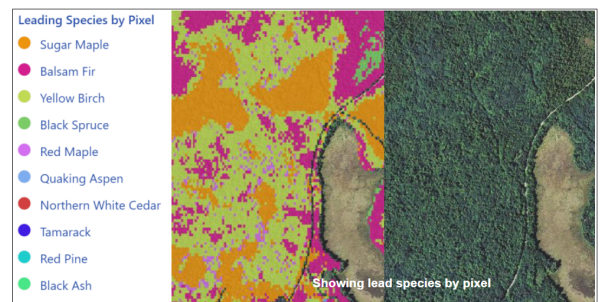 Leading Species by Pixel
Sugar Maple
Balsam Fir
Yellow Birch
Black Spruce
Red Maple
Quaking Aspen
Northern White Cedar
Tamarack
Red Pine
Black Ash
Showing lead species by pixel